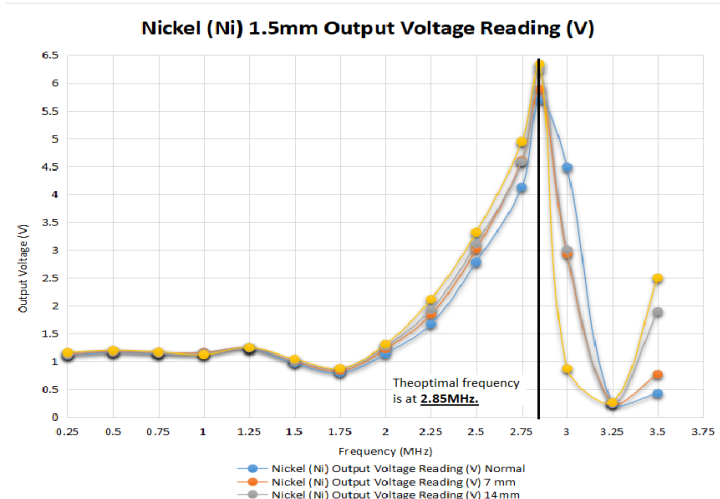 Nickel (Ni) 1.5mm Output Voltage Reading (V)
6.5
6
5.5
5
4.5
4
3.5
3
2.5
2
1.5
1
0.5
0
Output Voltage (V)
Theoptimal frequency
is at 2.85MHz.
0.25 0.5 0.75 1 1.25 1.5 1.75 2 2.25 2.5 2.75 3 3.25 3.5 3.75
Frequency (MHz)
Nickel (Ni) Output Voltage Reading (V) Normal
Nickel (Ni) Output Voltage Reading (V) 7 mm
Nickel (Ni) Output Voltage Reading (V) 14mm